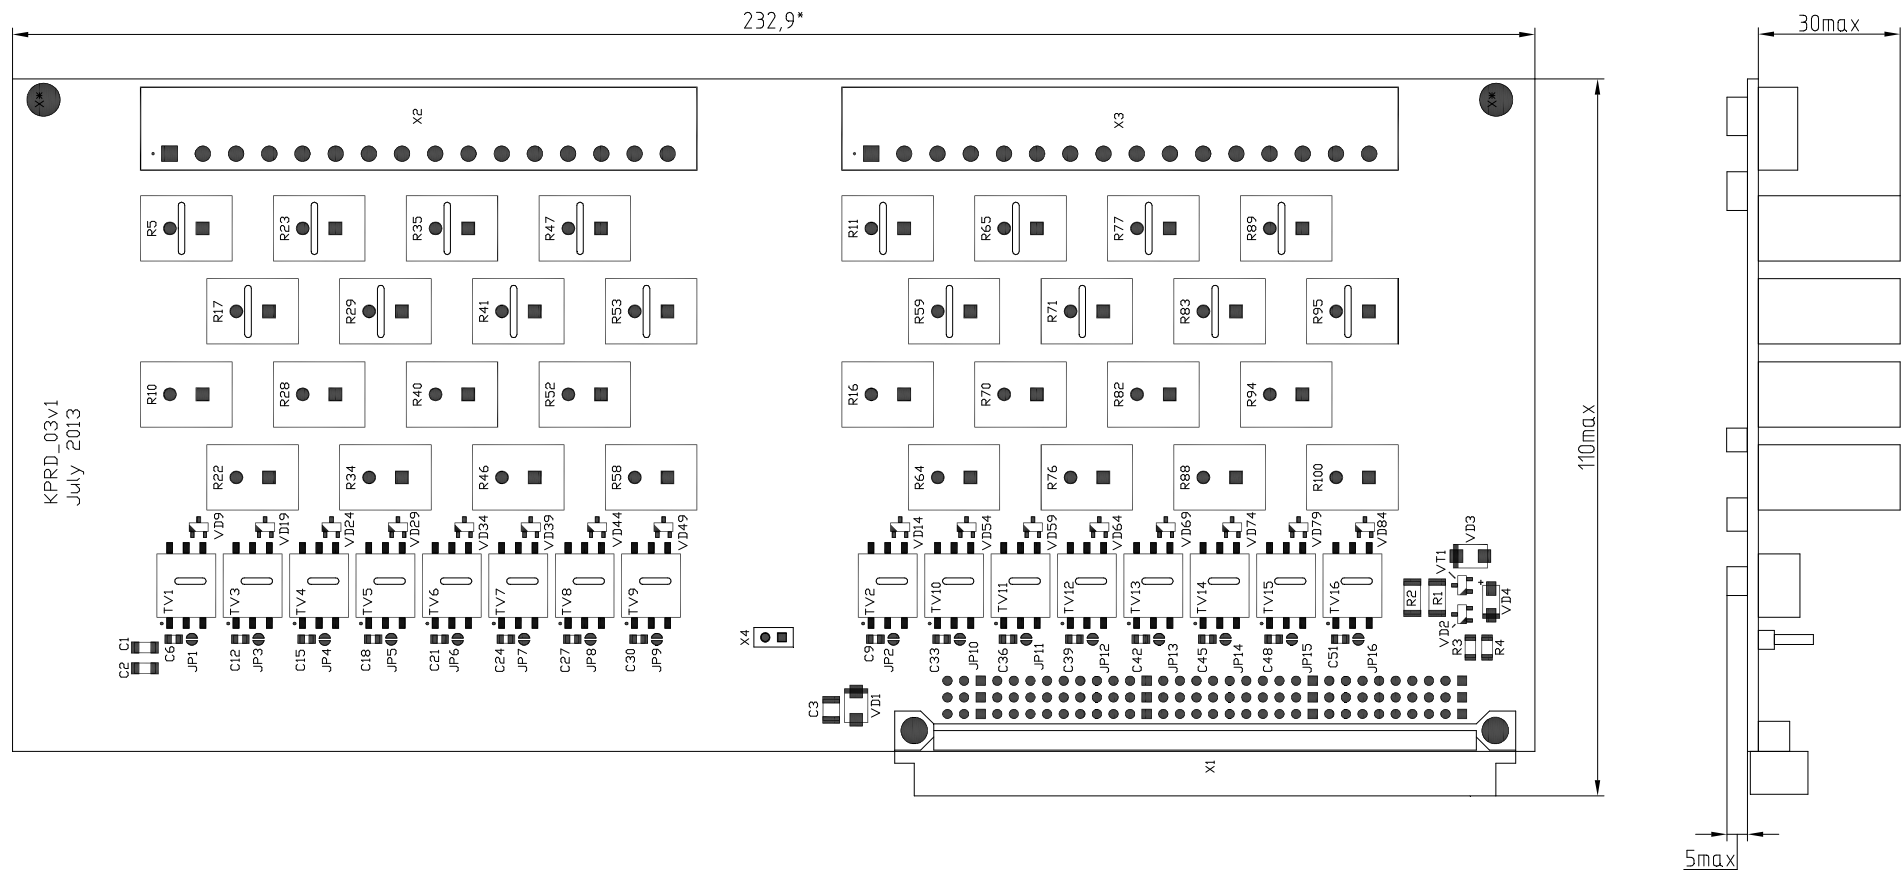 232,9*
30max
X*
X*
X2
X3
R5
R23
R35
R47
R11
R65
R77
R89
R17
R29
R41
R53
R59
R71
R83
R95
R10
R28
R40
R52
R16
R70
R82
R94
KPRD_03v1
July 2013
110max
R22
R34
R46
R58
R64
R76
R88
R100
VD9
VD19
VD24
VD29
VD34
VD39
VD44
VD49
VD14
VD54
VD59
VD64
VD69
VD74
VD79
VD84
VD3
VT1
TV1
TV3
TV4
TV5
TV6
TV7
TV8
TV9
TV2
TV10
TV11
TV12
TV13
TV14
TV15
TV16
R2
R1
+
VD4
VD2
X4
C1
C2
C6
JP1
C12
JP3
C15
JP4
C18
JP5
C21
JP6
C24
JP7
C27
JP8
C30
JP9
C9
JP2
C33
JP10
C36
JP11
C39
JP12
C42
JP13
C45
JP14
C48
JP15
C51
JP16
R3
R4
C3
VD1
X1
5max